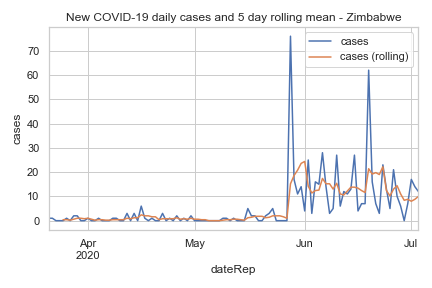 New COVID-19 daily cases and 5 day rolling mean - Zimbabwe
cases
cases (rolling)
70
60
50
40
30
20
10
0
cases
Apr
2020
May
Jun
Jul
dateRep